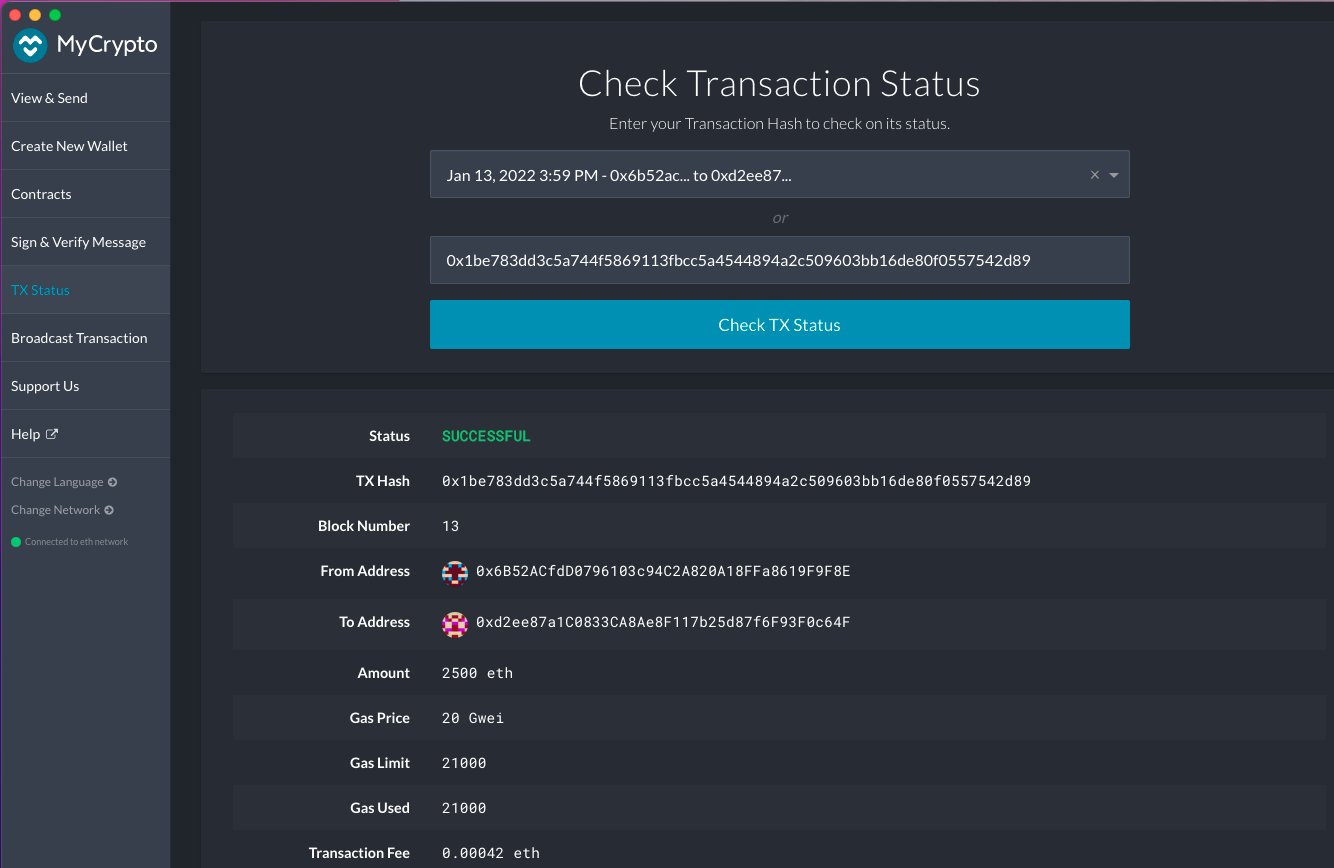 MyCrypto
View & Send
Create New Wallet
Contracts
Sign & Verify Message
TX Status
Broadcast Transaction
Support Us
Help
Change Language
Change Network
Connected to eth network
Check Transaction Status
Enter your Transaction Hash to check on its status.
Jan 13, 2022 3:59 PM - 0x6b52ac... to 0xd2ee87...
or
0x1be783dd3c5a744f5869113fbcc5a4544894a2c509603bb16de80f0557542d89
Check TX Status
Status SUCCESSFUL
TX Hash 0x1be783dd3c5a744f5869113fbcc5a4544894a2c509603bb16de80f0557542d89
Block Number 13
From Address 0x6B52ACfdD0796103c94C2A820A18FFa8619F9F8E
To Address 0xd2ee87a1C0833CA8Ae8F117b25d87f6F93F0c64F
Amount 2500 eth
Gas Price 20 Gwei
Gas Limit 21000
Gas Used 21000
Transaction Fee 0.00042 eth